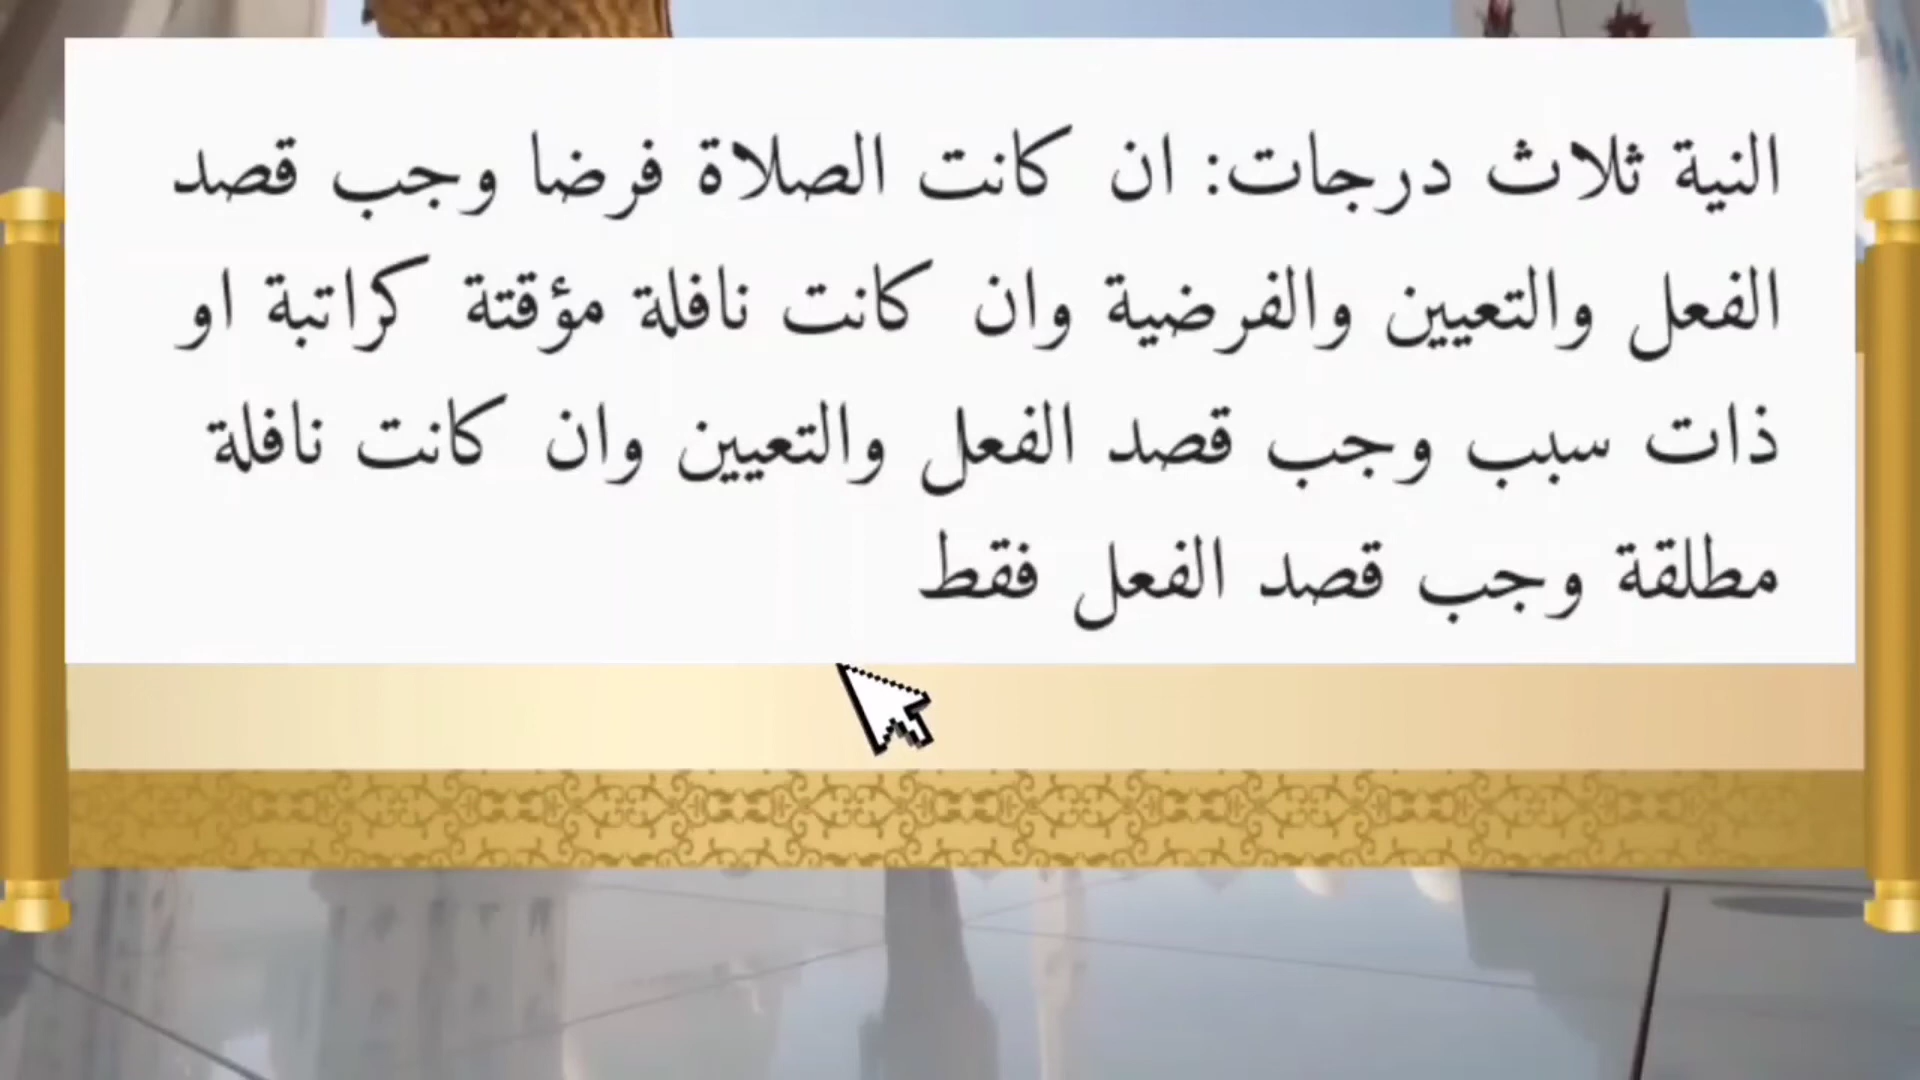 النية ثلاث درجات: ان كانت الصلاة فرضا وجب قصد
الفعل والتعيين والفرضية وان كانت نافلة مؤقتة كراتبة او
ذات سبب وجب قصد الفعل والتعيين وان كانت نافلة
مطلقة وجب قصد الفعل فقط